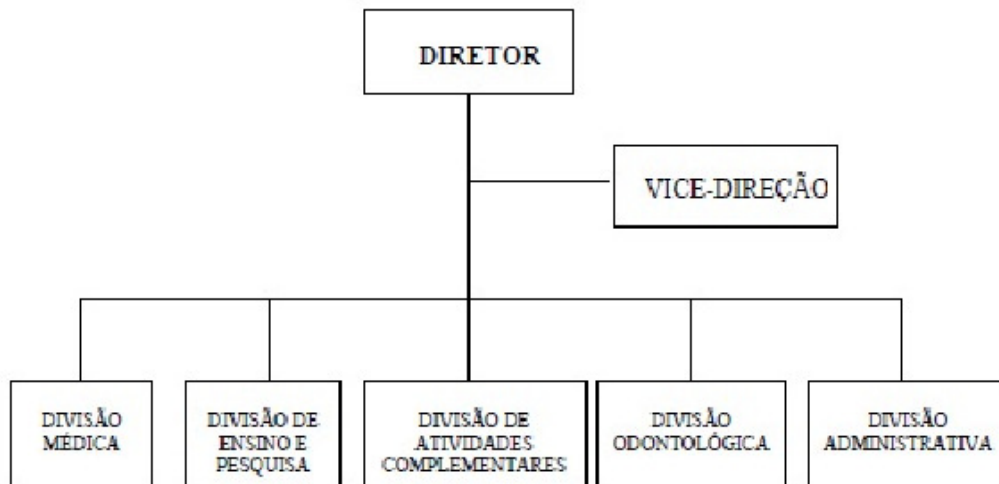 DIRETOR
VICE-DIREÇÃO
DIVISÃO
MÉDICA
DIVISÃO DE
ENSINO E
PESQUISA
DIVISÃO DE
ATIVIDADES
COMPLEMENTARES
DIVISÃO
ODONTOLÓGICA
DIVISÃO
ADMINISTRATIVA